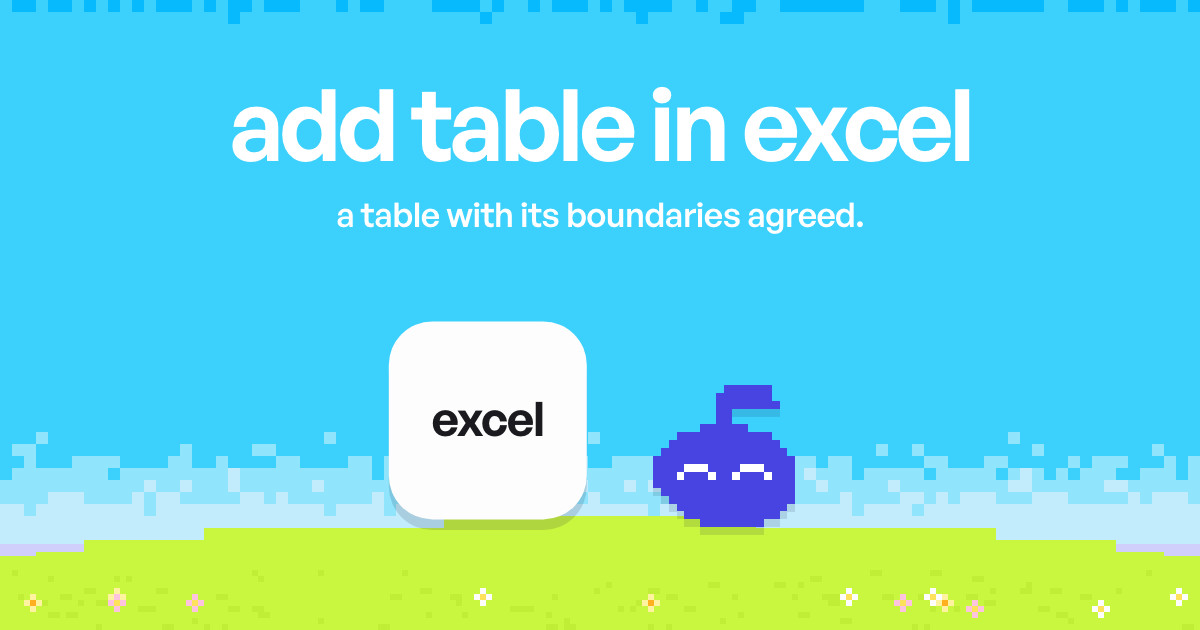 add table in excel
a table with its boundaries agreed.
excel